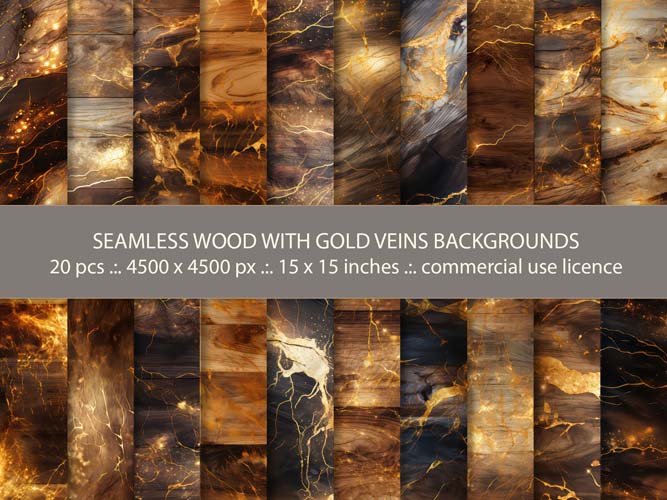 SEAMLESS WOOD WITH GOLD VEINS BACKGROUNDS
20 pcs .:. 4500 x 4500 px .:. 15 x 15 inches .:. commercial use licence